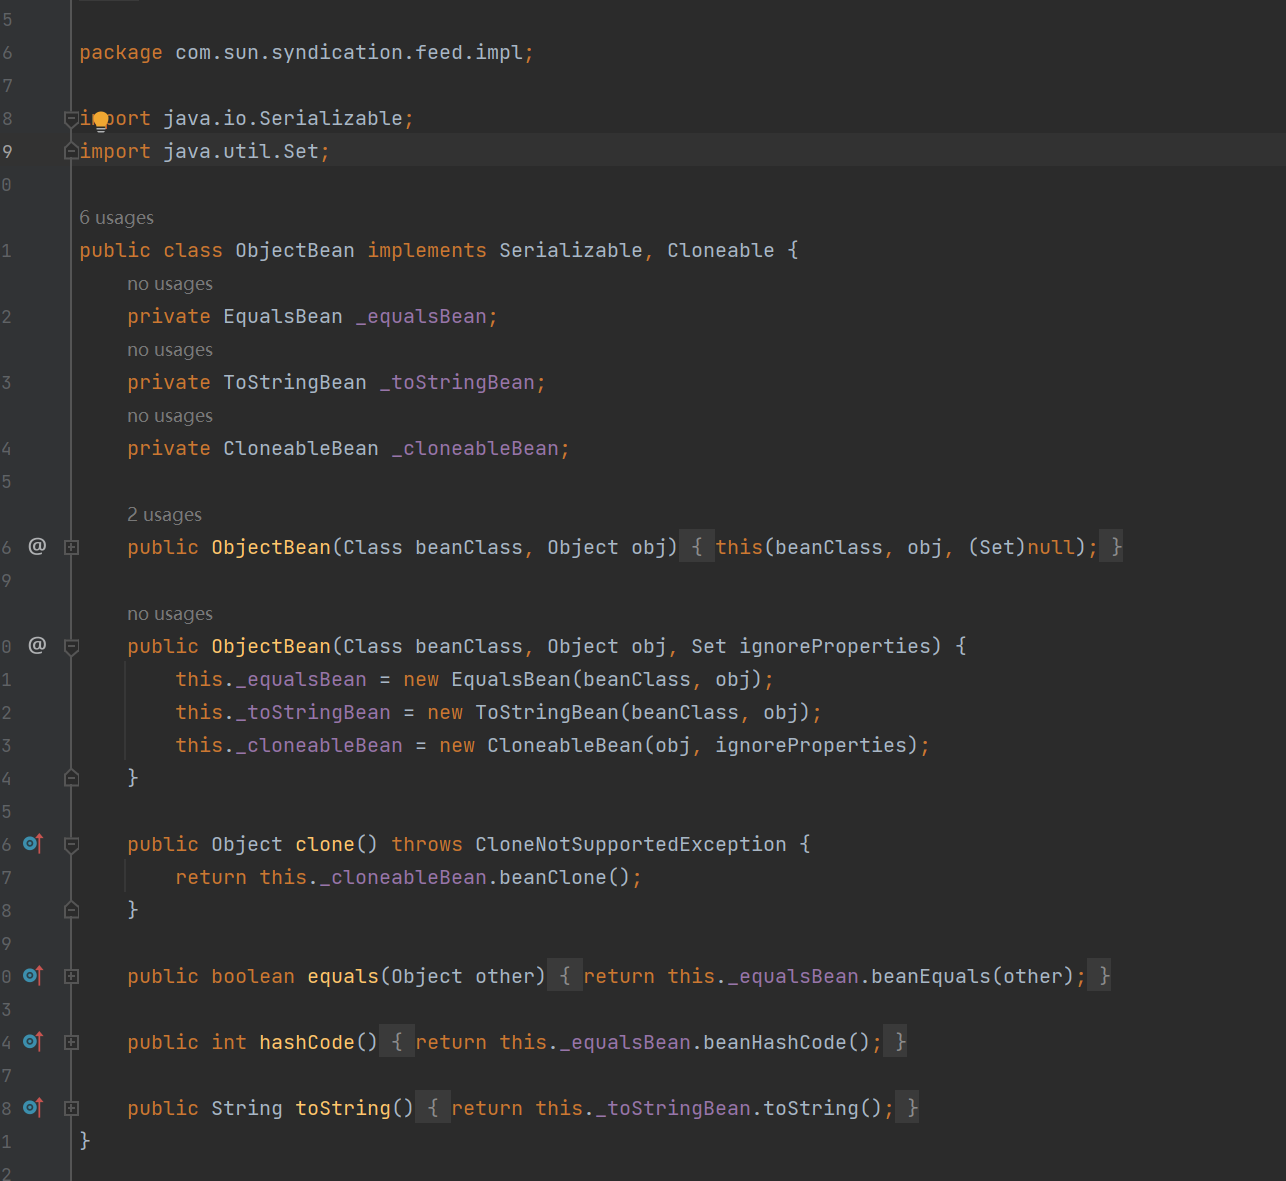 5
6 package com.sun.syndication.feed.impl;
7
8 import java.io.Serializable;
9 import java.util.Set;
0
6 usages
1 public class ObjectBean implements Serializable, Cloneable {
no usages
2 private EqualsBean _equalsBean;
no usages
3 private ToStringBean _toStringBean;
no usages
4 private CloneableBean _cloneableBean;
5
2 usages
6 @ public ObjectBean(Class beanClass, Object obj) { this(beanClass, obj, (Set)null); }
9
no usages
0 @ public ObjectBean(Class beanClass, Object obj, Set ignoreProperties) {
1 this._equalsBean = new EqualsBean(beanClass, obj);
2 this._toStringBean = new ToStringBean(beanClass, obj);
3 this._cloneableBean = new CloneableBean(obj, ignoreProperties);
4 }
5
6 public Object clone() throws CloneNotSupportedException {
7 return this._cloneableBean.beanClone();
8 }
9
0 public boolean equals(Object other) { return this._equalsBean.beanEquals(other); }
3
4 public int hashCode() { return this._equalsBean.beanHashCode(); }
7
8 public String toString() { return this._toStringBean.toString(); }
1 }
2